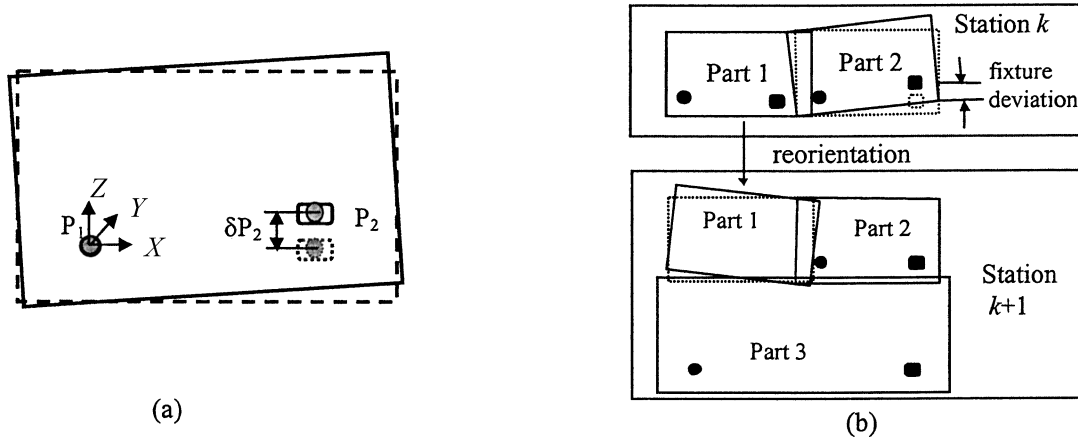 Z
Y
P₁
X
δP₂
P₂
(a)
Station k
Part 1
Part 2
fixture
deviation
reorientation
Part 1
Part 2
Station
k+1
Part 3
(b)